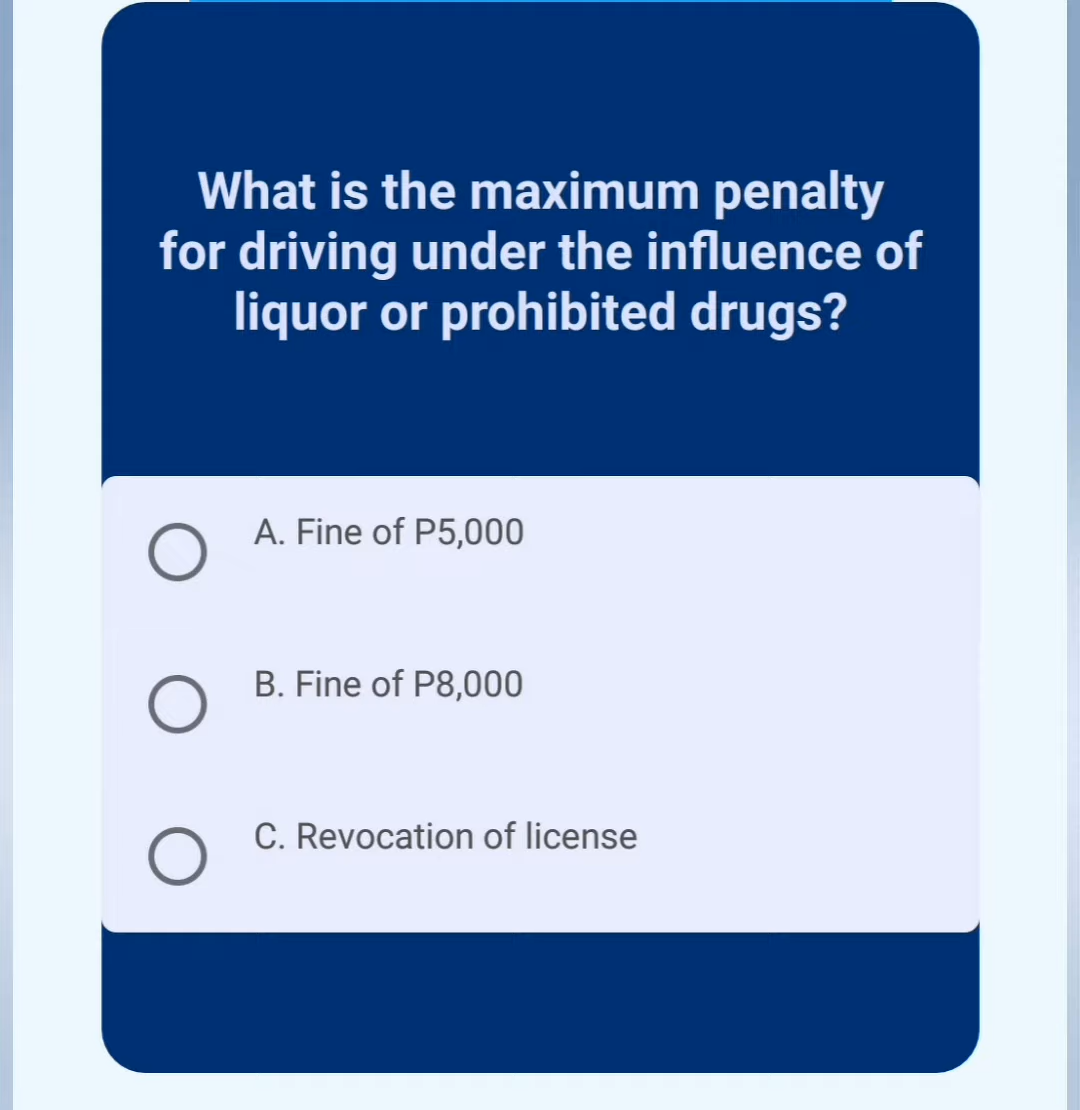 What is the maximum penalty
for driving under the influence of
liquor or prohibited drugs?
A. Fine of P5,000
B. Fine of P8,000
C. Revocation of license